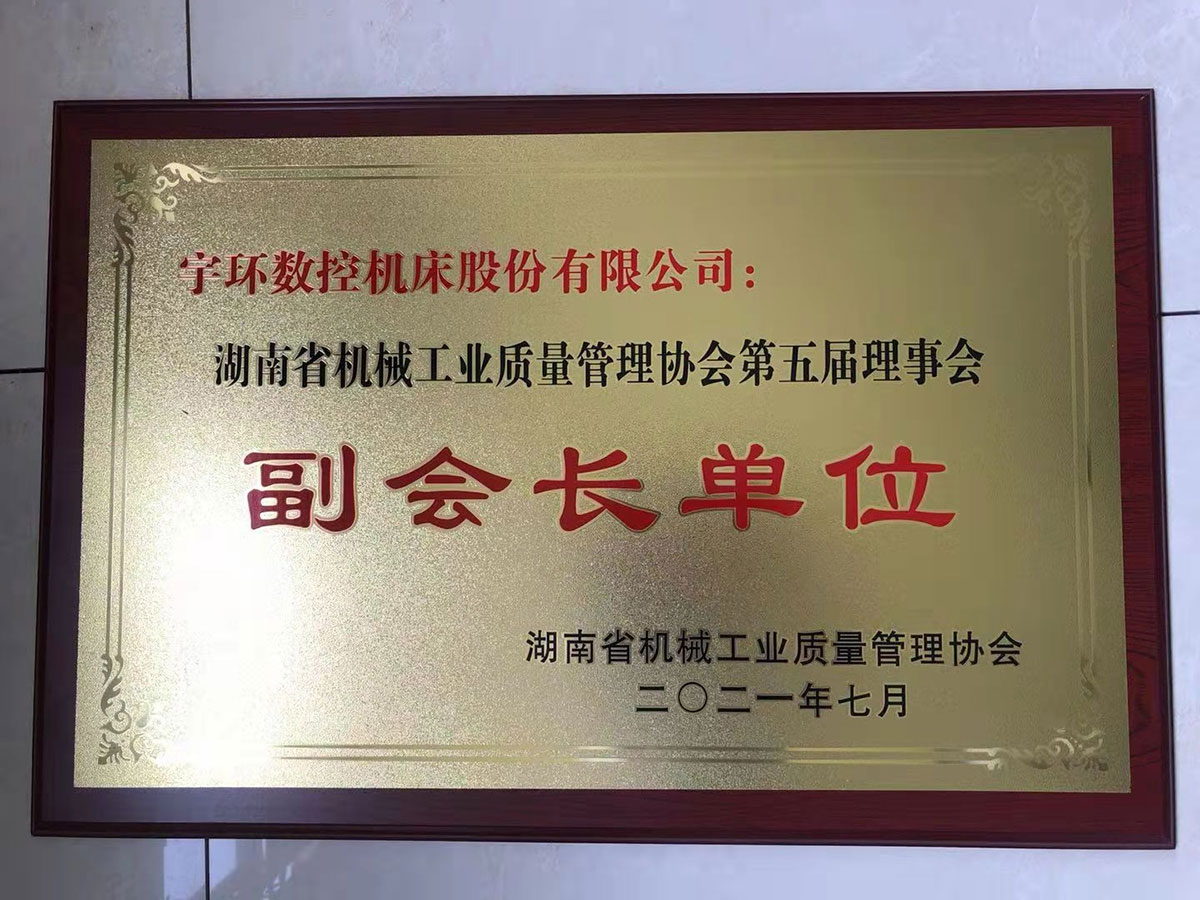 宇环数控机床股份有限公司：
湖南省机械工业质量管理协会第五届理事会
副会长单位
湖南省机械工业质量管理协会
二〇二一年七月